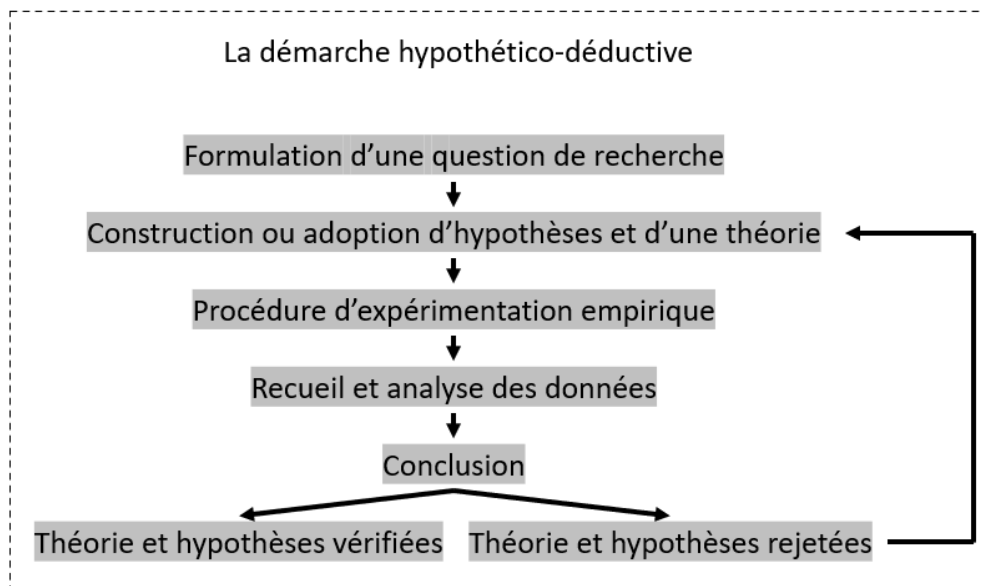 La démarche hypothético-déductive
Formulation d’une question de recherche
Construction ou adoption d’hypothèses et d’une théorie
Procédure d’expérimentation empirique
Recueil et analyse des données
Conclusion
Théorie et hypothèses vérifiées
Théorie et hypothèses rejetées